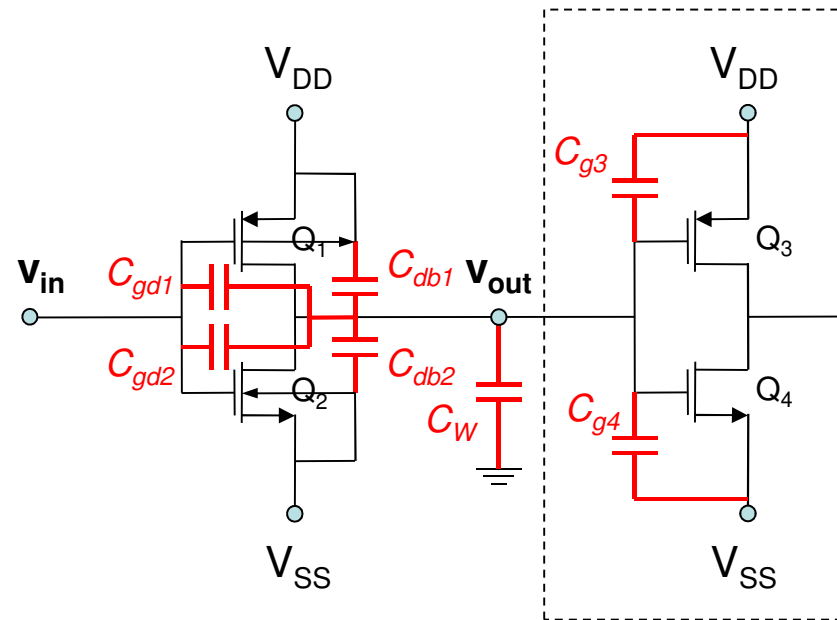 V_DD
V_DD
C_g3
Q_1
Q_3
v_in
C_gd1
C_db1
v_out
C_gd2
C_db2
Q_2
C_W
C_g4
Q_4
V_SS
V_SS